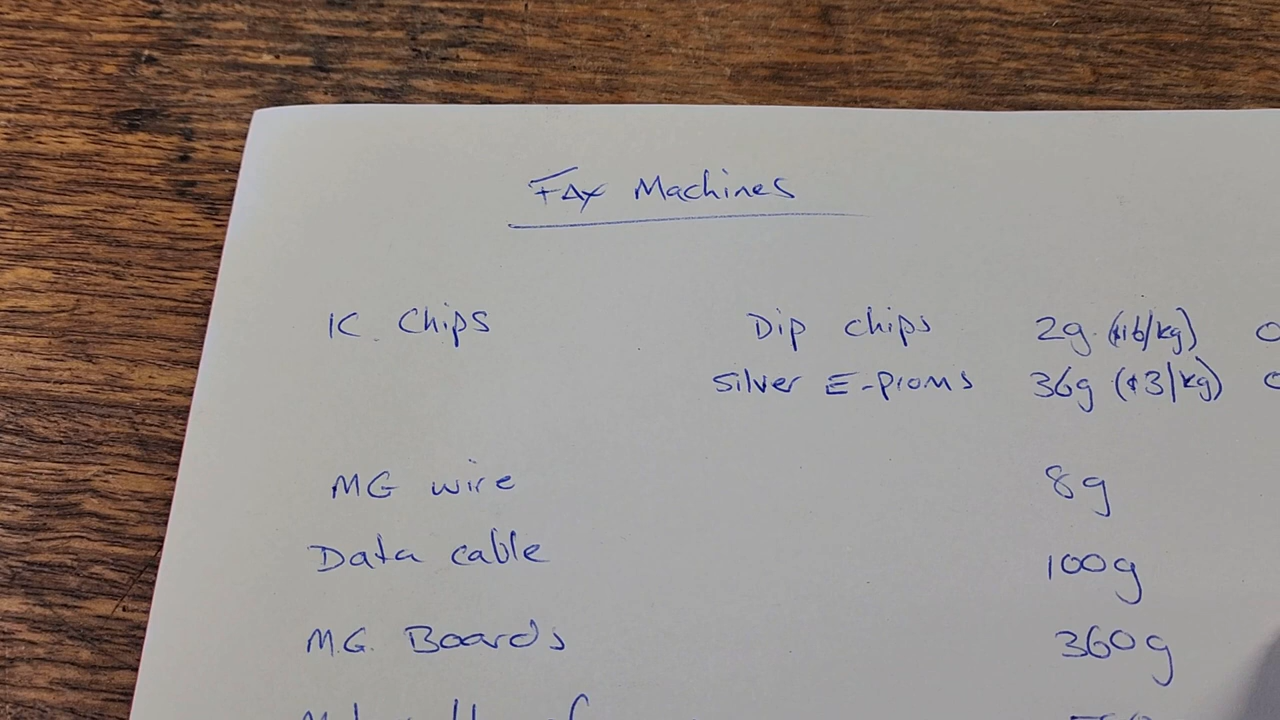 Fax Machines
IC Chips Dip chips 2g ($16/kg)
Silver E-Proms 36g ($3/kg)
MG wire 8g
Data cable 100g
M.G. Boards 360g